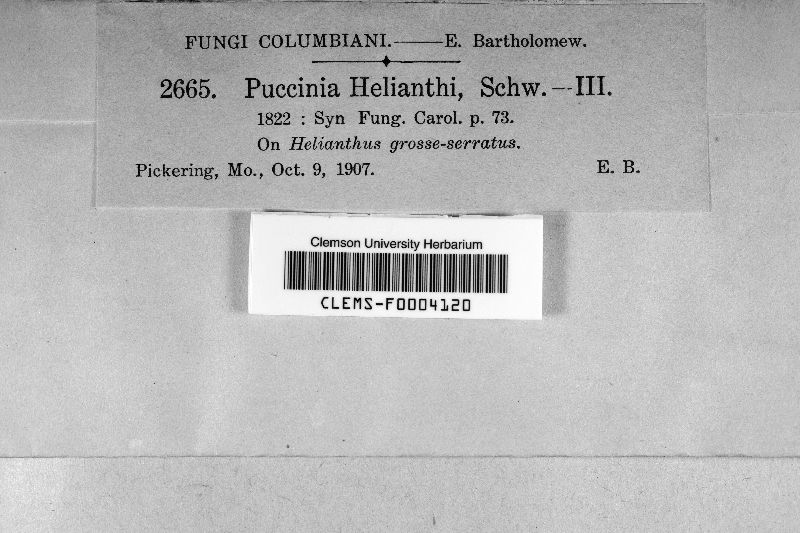 FUNGI COLUMBIANI.——E. Bartholomew.
2665. Puccinia Helianthi, Schw.—III.
1822 : Syn Fung. Carol. p. 73.
On Helianthus grosse-serratus.
Pickering, Mo., Oct. 9, 1907. E. B.
Clemson University Herbarium
CLEMS-F0004120